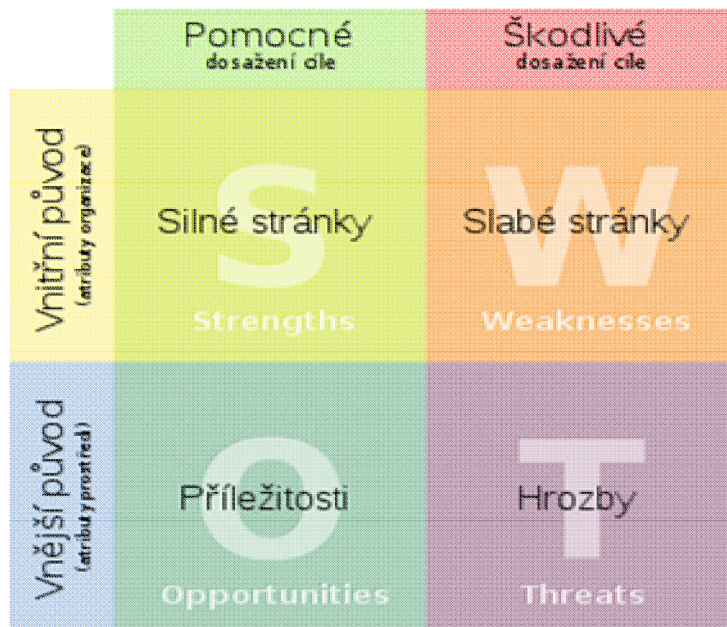 Pomocné
dosažení cíle
Škodlivé
dosažení cíle
Vnitřní původ
(atributy organizace)
S
Silné stránky
Strengths
W
Slabé stránky
Weaknesses
Vnější původ
(atributy prostředí)
O
Příležitosti
Opportunities
T
Hrozby
Threats